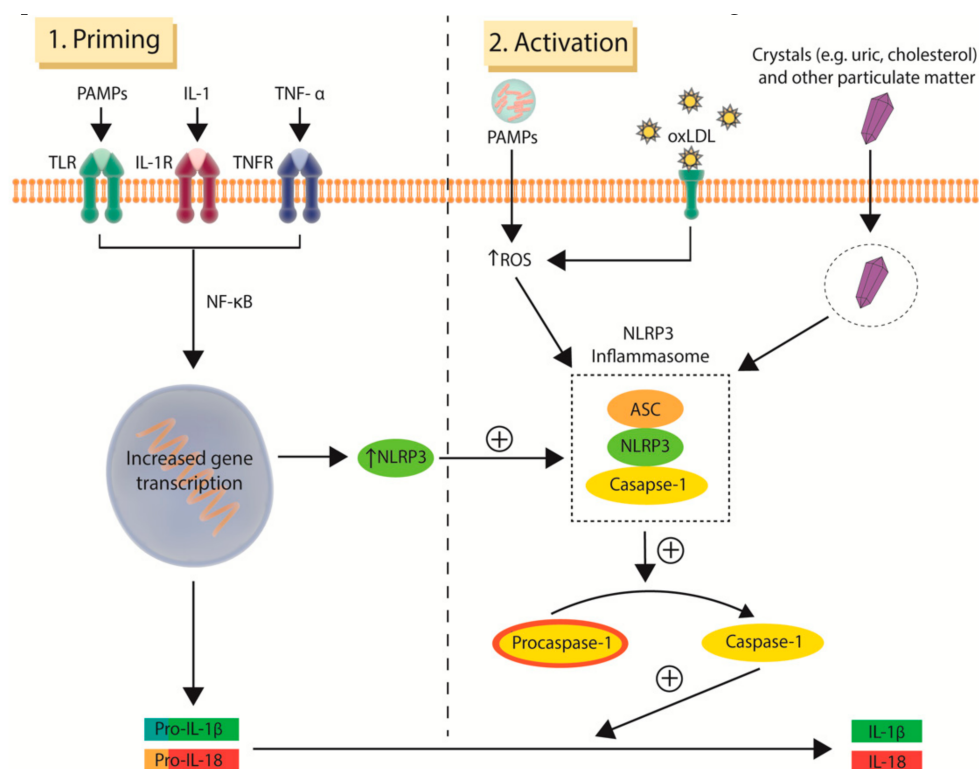 1. Priming
2. Activation
Crystals (e.g. uric, cholesterol)
and other particulate matter
PAMPs
IL-1
TNF- α
PAMPs
oxLDL
TLR
IL-1R
TNFR
↑ROS
NF-κB
NLRP3
Inflammasome
ASC
NLRP3
Casapse-1
Increased gene
transcription
↑NLRP3
+
+
Procaspase-1
Caspase-1
+
Pro-IL-1β
Pro-IL-18
IL-1β
IL-18